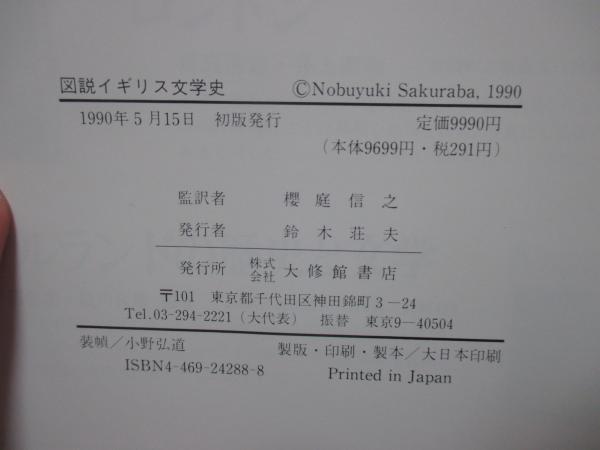 図説イギリス文学史 ©Nobuyuki Sakuraba, 1990
1990年5月15日 初版発行 定価9990円
（本体9699円・税291円）
監訳者 櫻庭信之
発行者 鈴木荘夫
発行所 株式会社 大修館書店
〒101 東京都千代田区神田錦町3-24
Tel.03-294-2221（大代表） 振替 東京9-40504
装幀／小野弘道 製版・印刷・製本／大日本印刷
ISBN4-469-24288-8 Printed in Japan